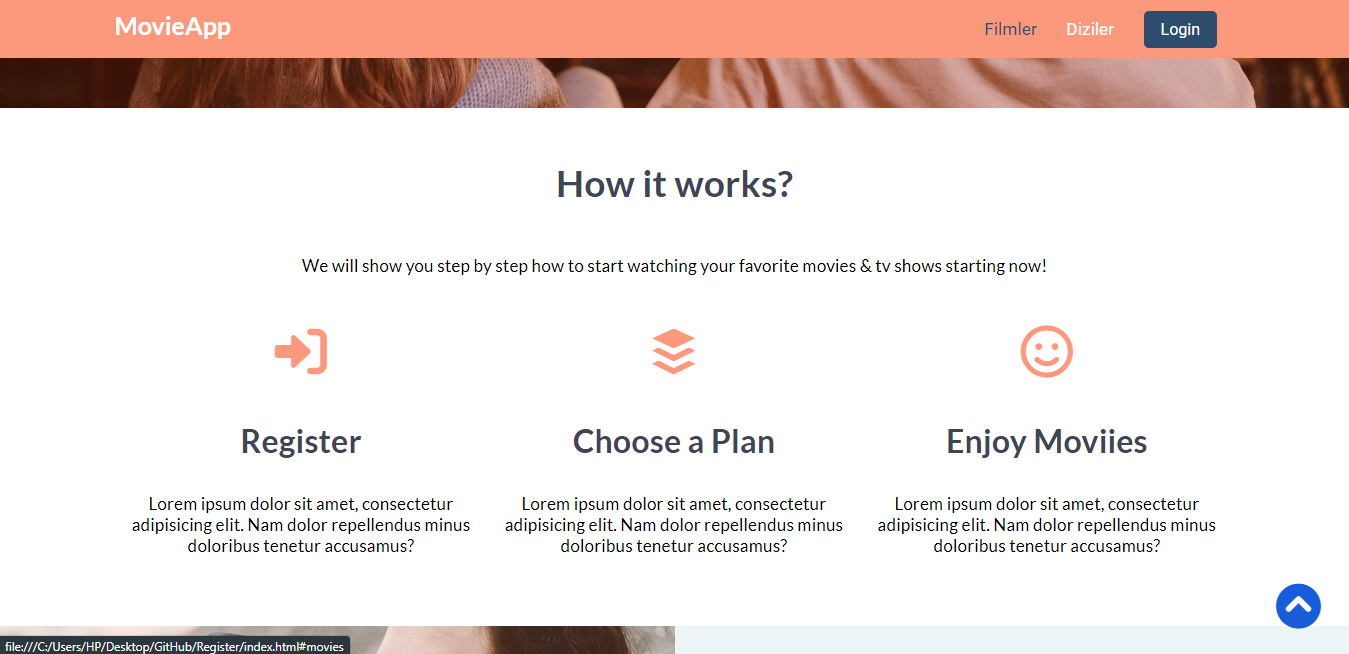 MovieApp
Filmler Diziler Login
How it works?
We will show you step by step how to start watching your favorite movies & tv shows starting now!
Register
Lorem ipsum dolor sit amet, consectetur
adipisicing elit. Nam dolor repellendus minus
doloribus tenetur accusamus?
Choose a Plan
Lorem ipsum dolor sit amet, consectetur
adipisicing elit. Nam dolor repellendus minus
doloribus tenetur accusamus?
Enjoy Moviies
Lorem ipsum dolor sit amet, consectetur
adipisicing elit. Nam dolor repellendus minus
doloribus tenetur accusamus?
file:///C:/Users/HP/Desktop/GitHub/Register/index.html#movies